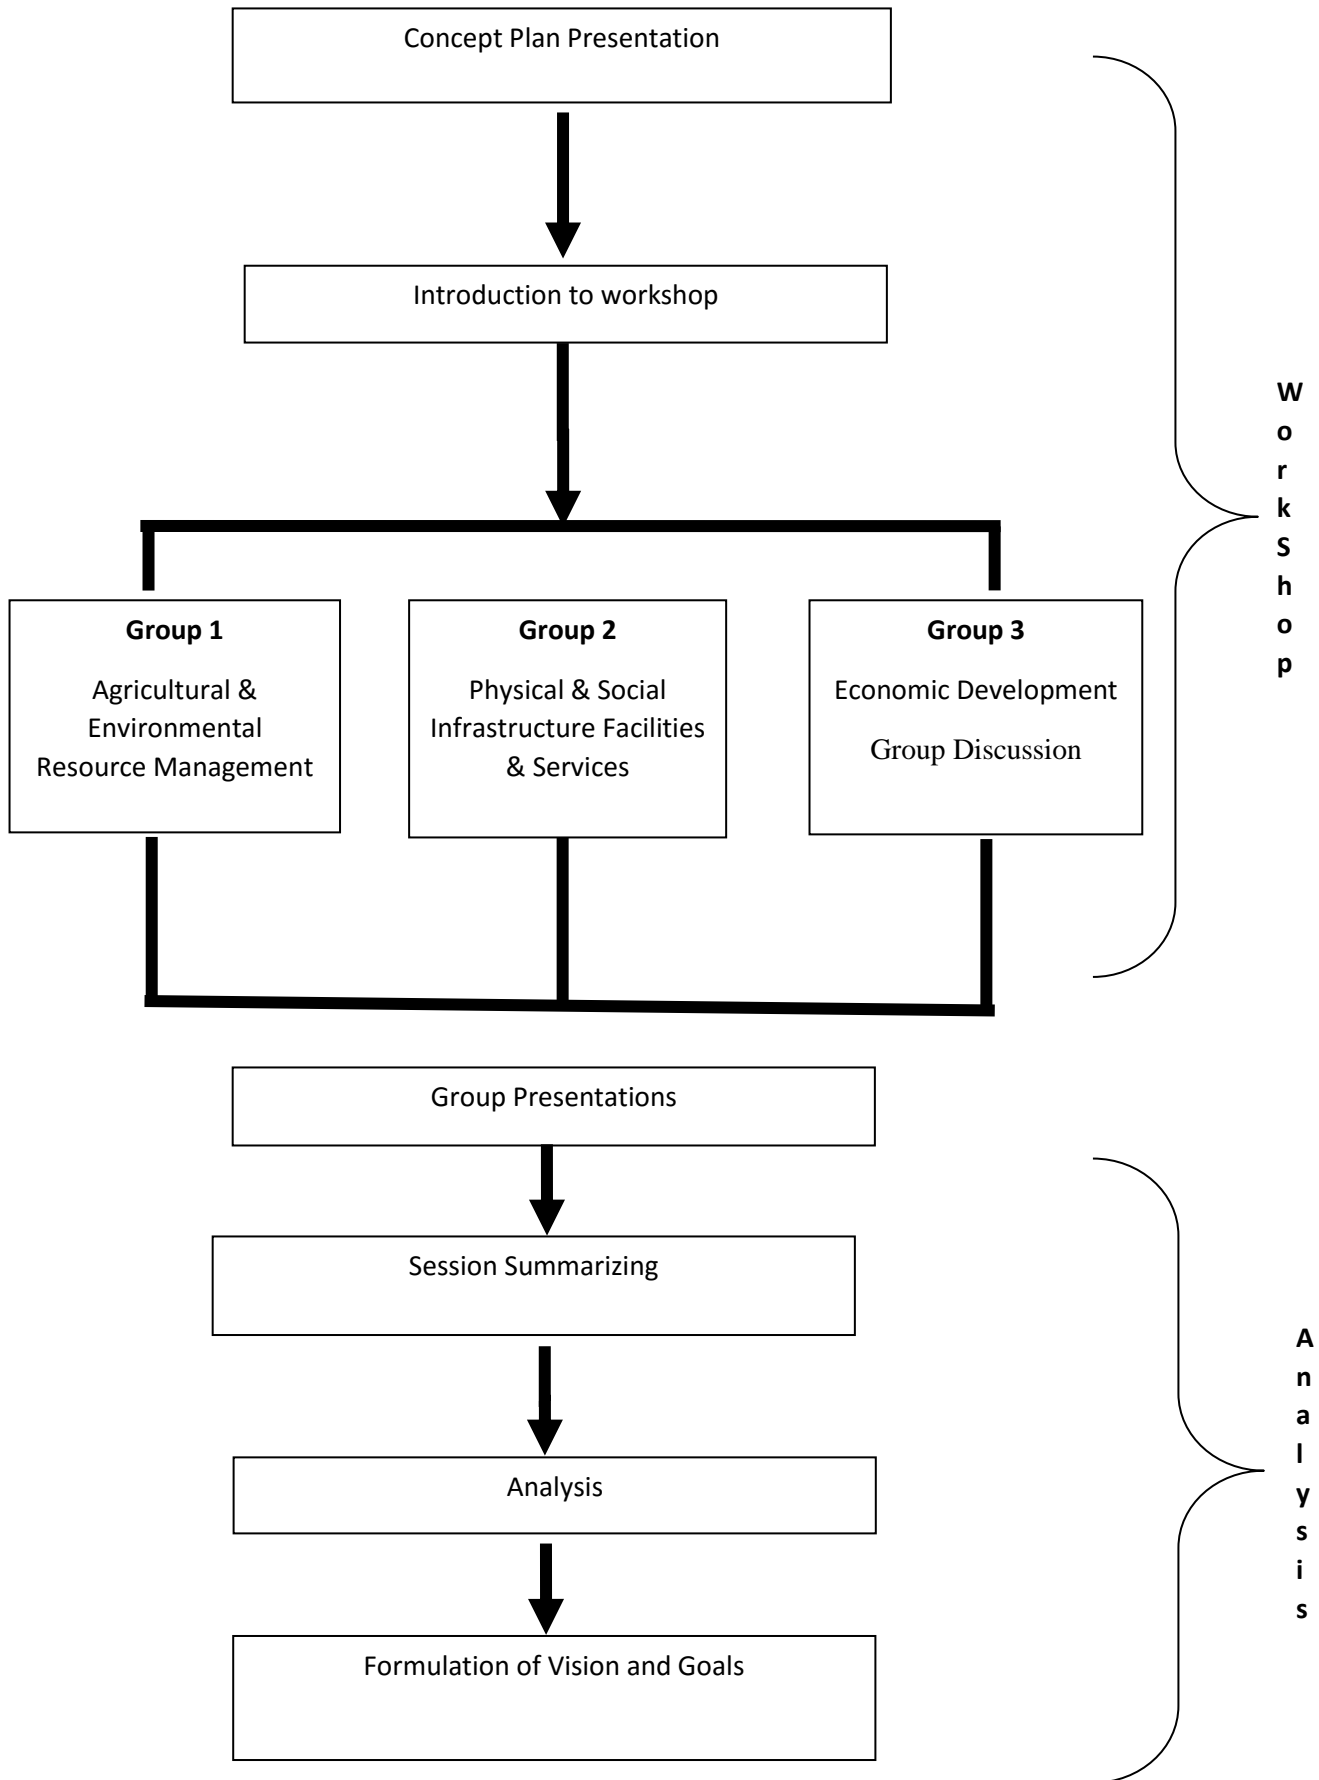 Concept Plan Presentation
Introduction to workshop
Group 1
Agricultural &
Environmental
Resource Management
Group 2
Physical & Social
Infrastructure Facilities
& Services
Group 3
Economic Development
Group Discussion
W
o
r
k
S
h
o
p
Group Presentations
Session Summarizing
Analysis
Formulation of Vision and Goals
A
n
a
l
y
s
i
s